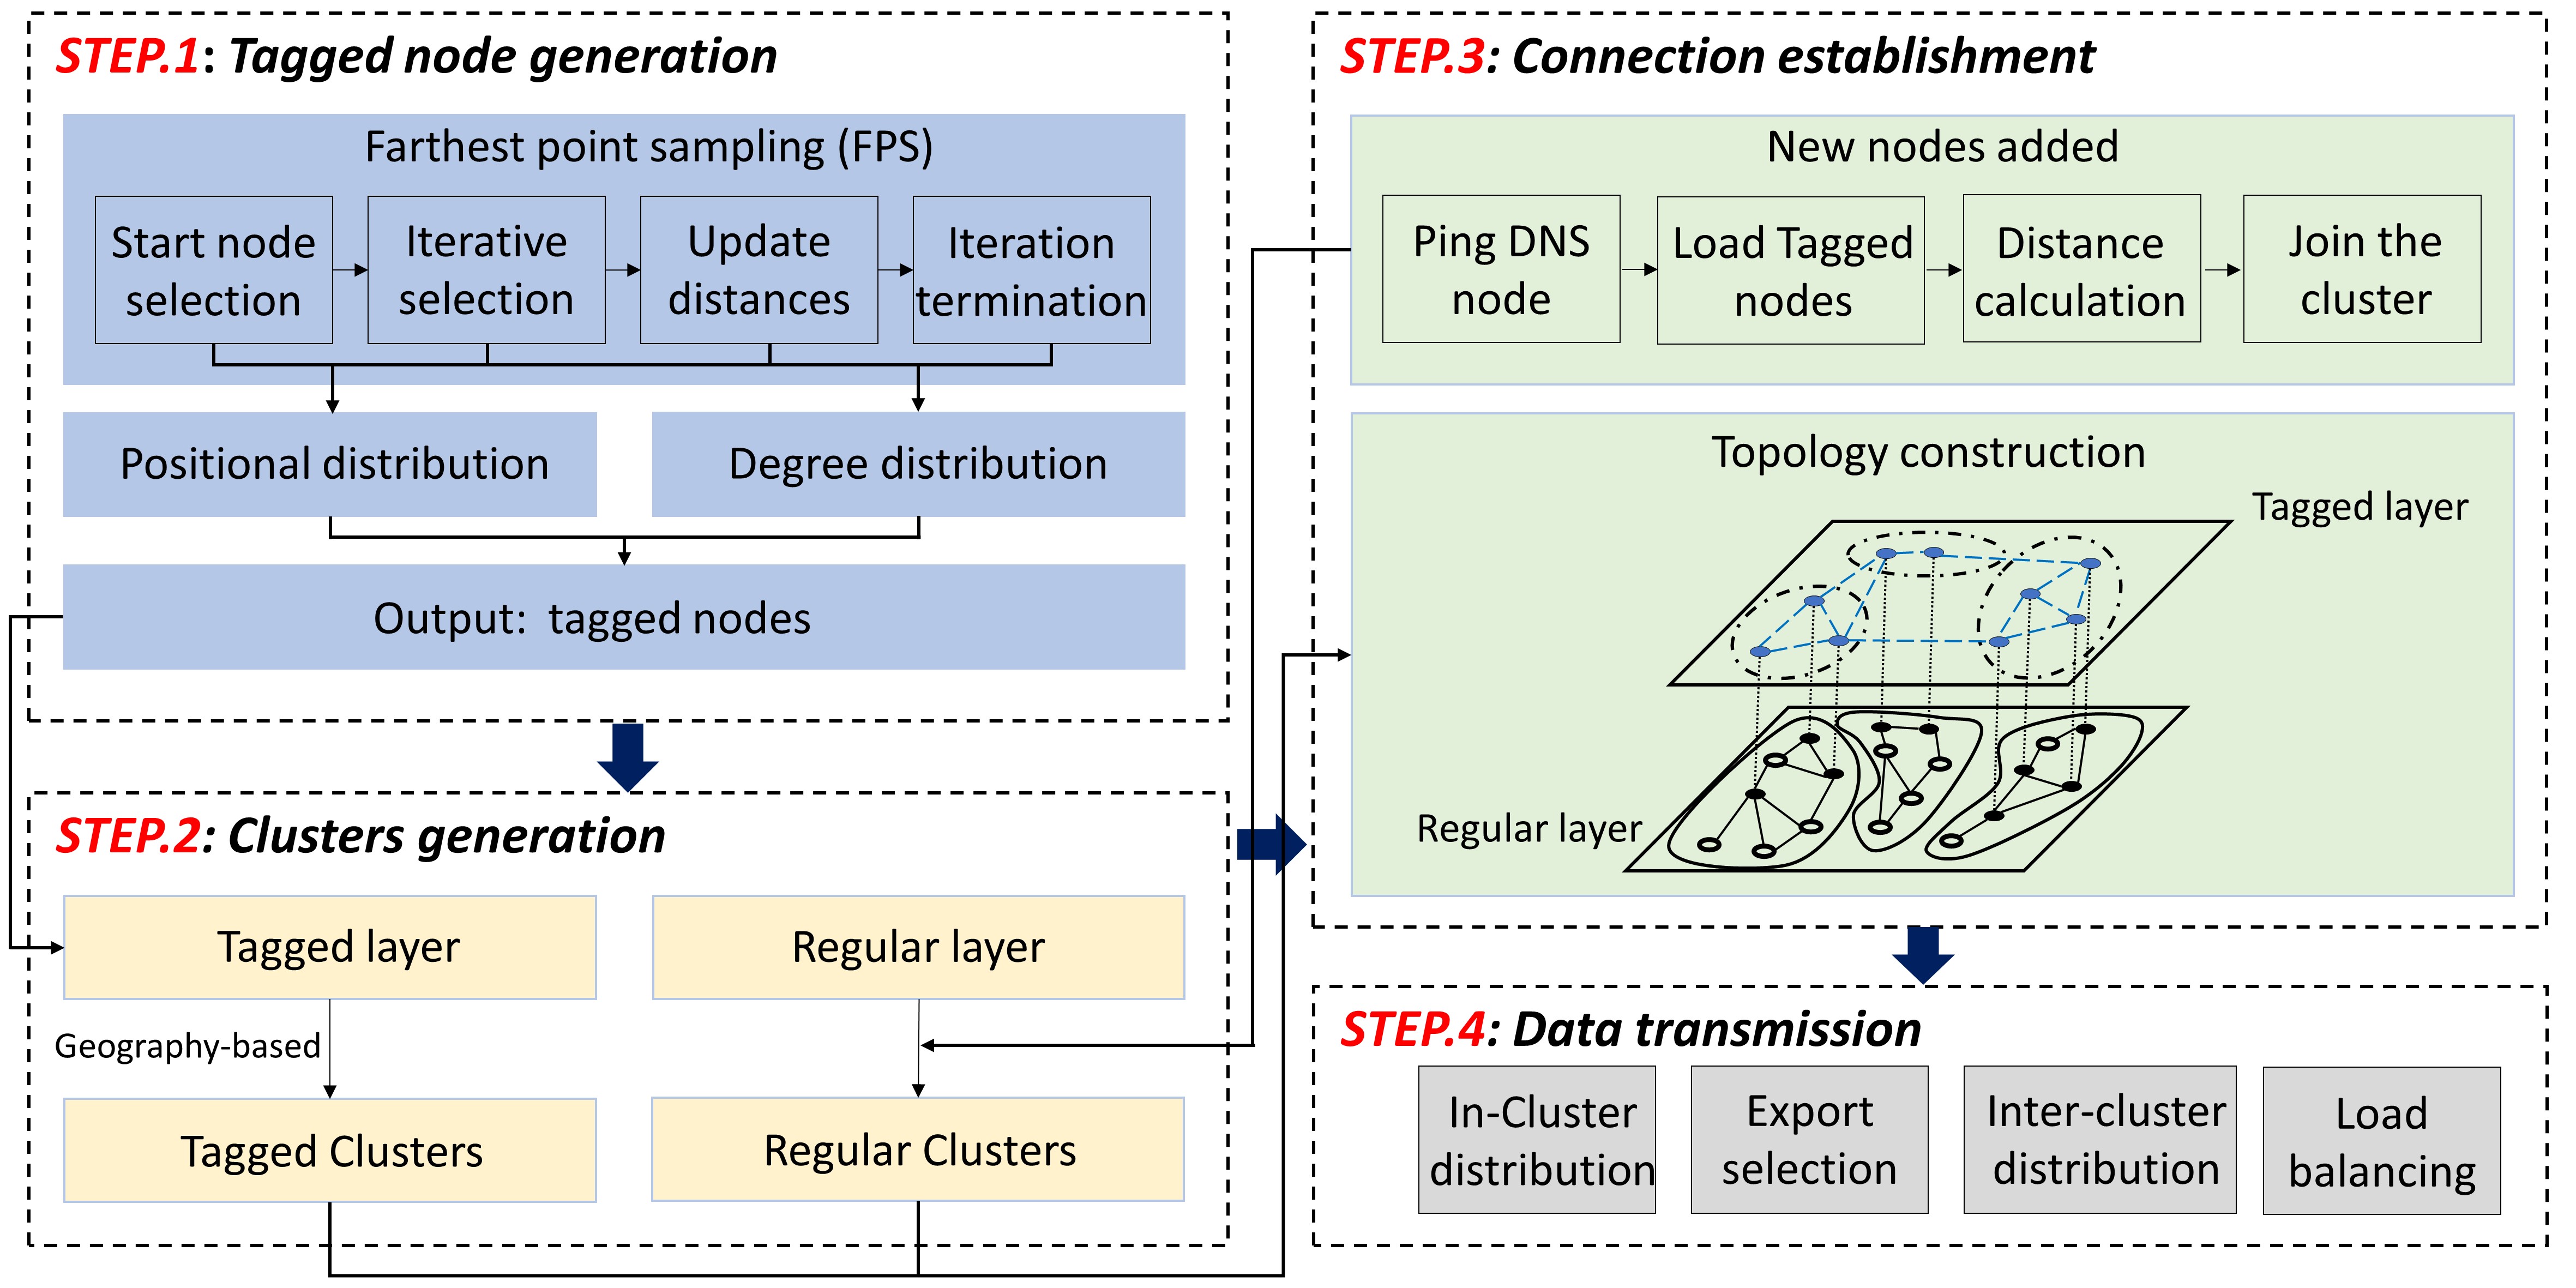 STEP.1: Tagged node generation
Farthest point sampling (FPS)
Start node
selection
Iterative
selection
Update
distances
Iteration
termination
Positional distribution
Degree distribution
Output: tagged nodes
STEP.2: Clusters generation
Tagged layer
Regular layer
Geography-based
Tagged Clusters
Regular Clusters
STEP.3: Connection establishment
New nodes added
Ping DNS
node
Load Tagged
nodes
Distance
calculation
Join the
cluster
Topology construction
Tagged layer
Regular layer
STEP.4: Data transmission
In-Cluster
distribution
Export
selection
Inter-cluster
distribution
Load
balancing